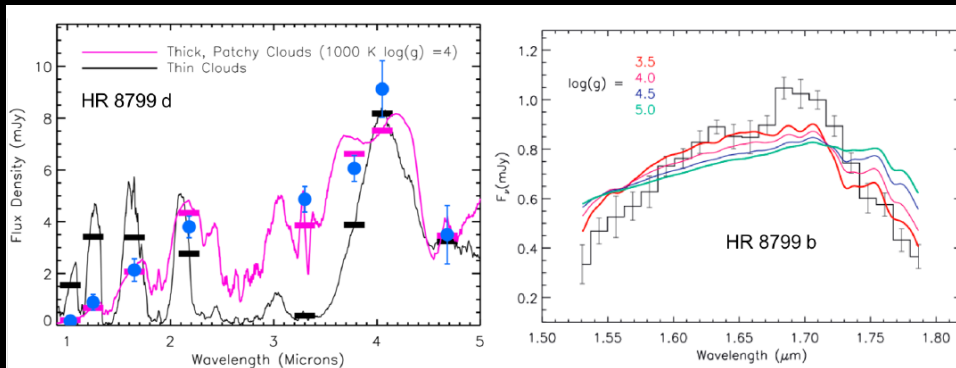 Thick, Patchy Clouds (1000 K log(g) =4)
Thin Clouds
HR 8799 d
Flux Density (mJy)
10
8
6
4
2
0
1 2 3 4 5
Wavelength (Microns)
1.2
1.0
0.8
0.6
0.4
0.2
log(g) =
3.5
4.0
4.5
5.0
HR 8799 b
Fν(mJy)
1.50 1.55 1.60 1.65 1.70 1.75 1.80
Wavelength (μm)